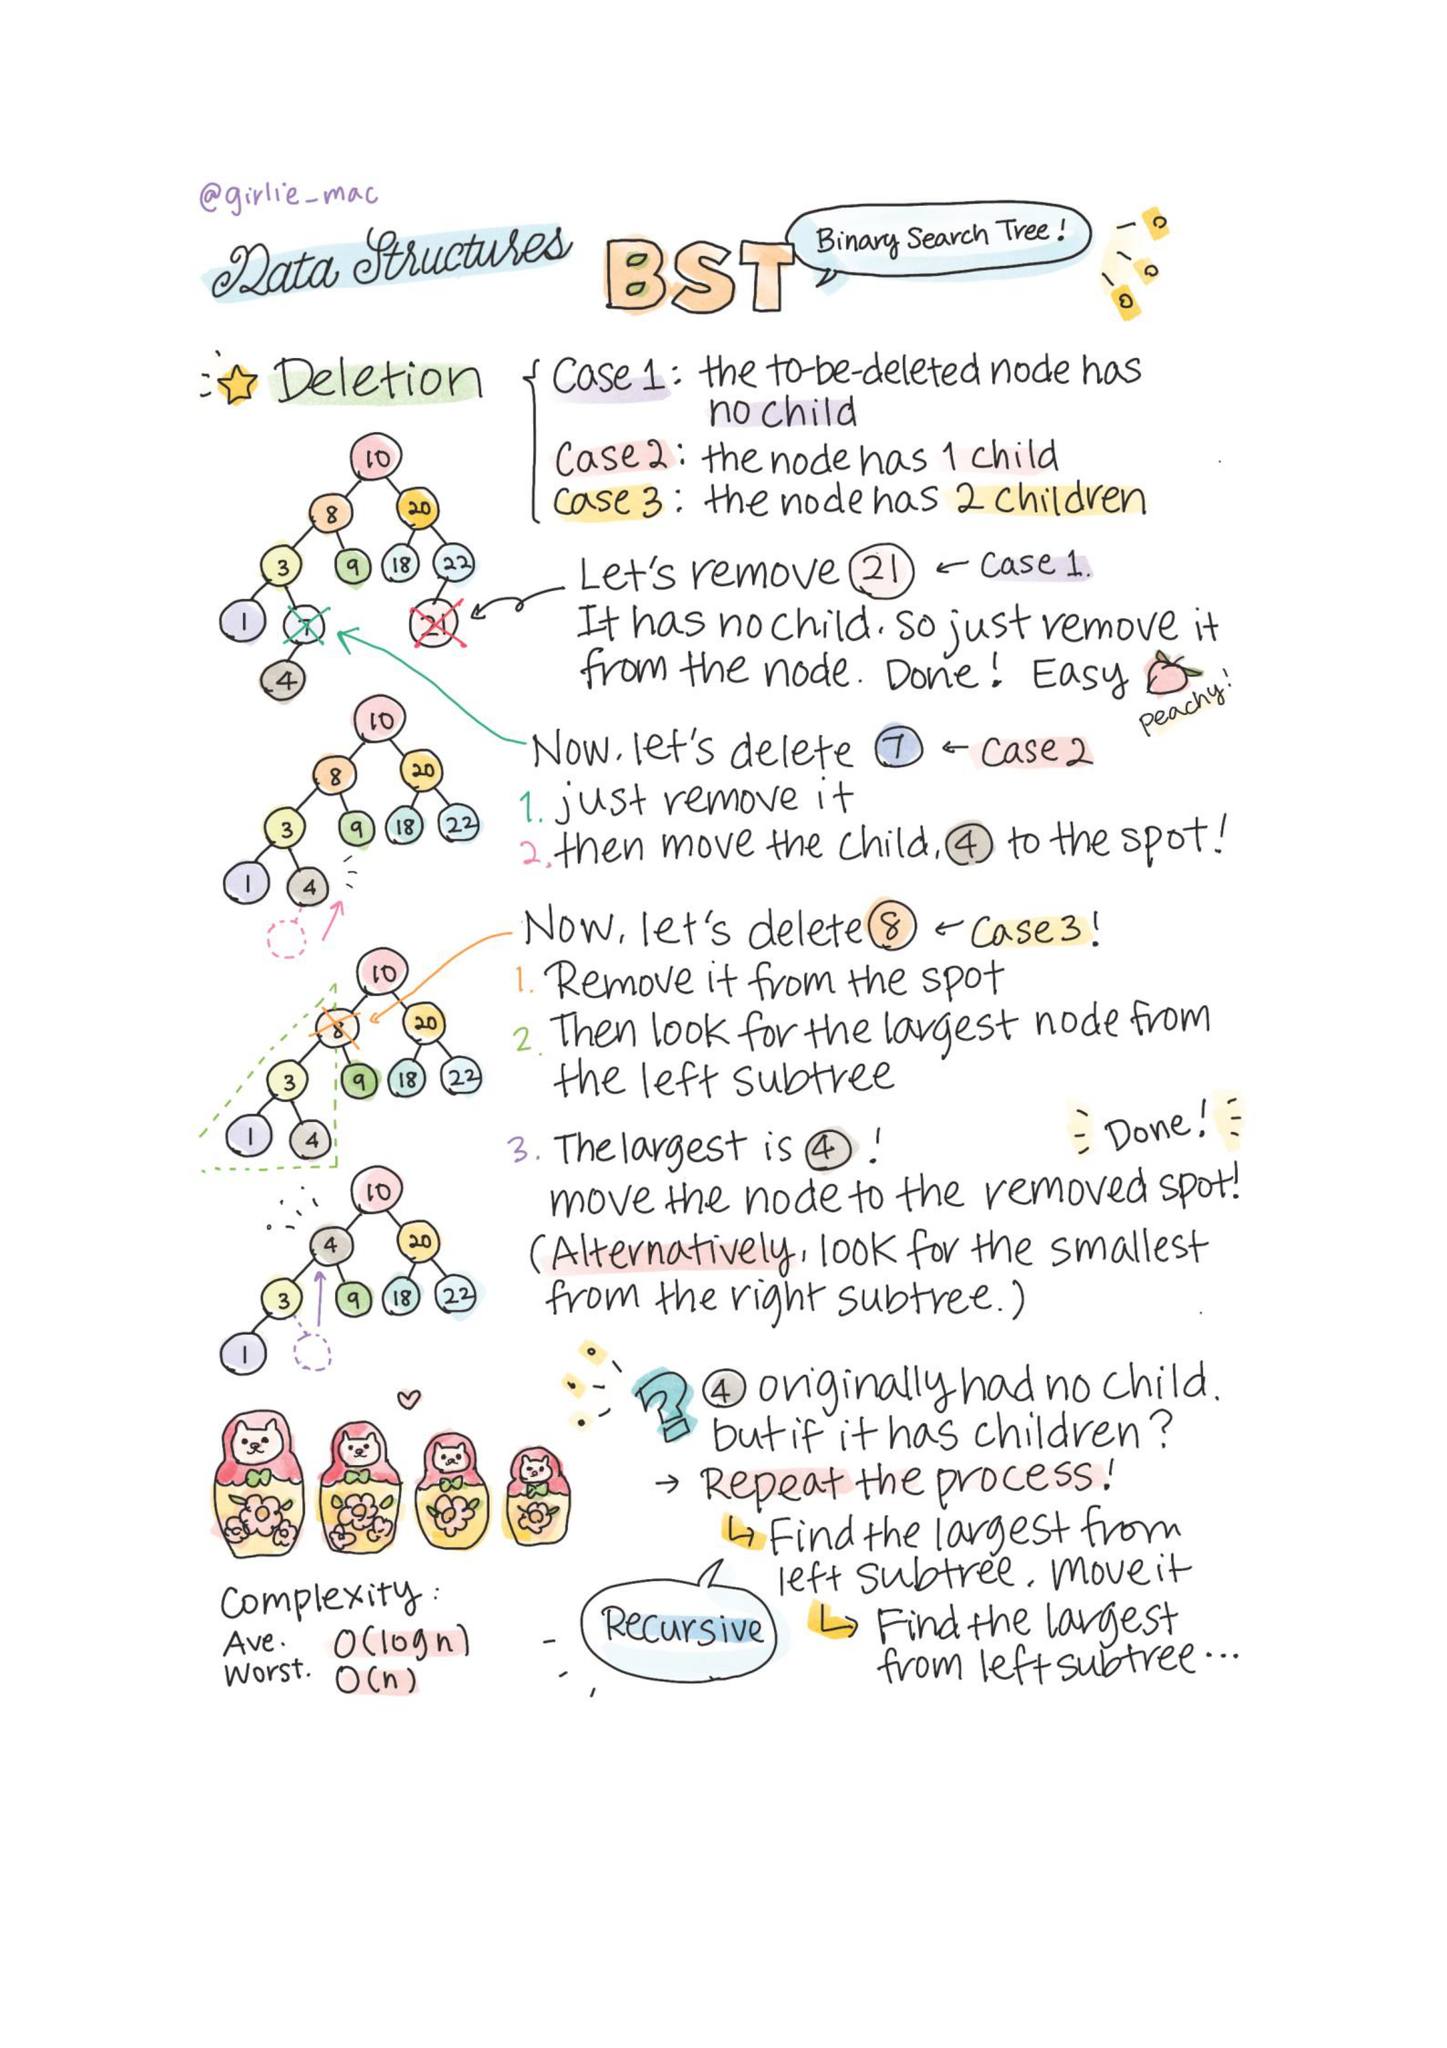 @girlie_mac
Data Structures
BST
Binary Search Tree!
Deletion
Case 1: the to-be-deleted node has
no child
Case 2: the node has 1 child
Case 3: the node has 2 children
10
8 20
3 9 18 22
1 7 21
4
Let's remove 21 ← Case 1.
It has no child. So just remove it
from the node. Done! Easy
peachy!
10
8 20
3 9 18 22
1 4
Now, let's delete 7 ← Case 2
1. just remove it
2. then move the child, 4 to the spot!
10
8 20
3 9 18 22
1 4
Now, let's delete 8 ← Case 3!
1. Remove it from the spot
2. Then look for the largest node from
the left subtree
3. The largest is 4!
Done!
move the node to the removed spot!
(Alternatively, look for the smallest
from the right subtree.)
10
4 20
3 9 18 22
1
? 4 originally had no child.
but if it has children?
→ Repeat the process!
↳ Find the largest from
left subtree. Move it
↳ Find the largest
from left subtree...
Recursive
Complexity:
Ave. O(log n)
Worst. O(n)